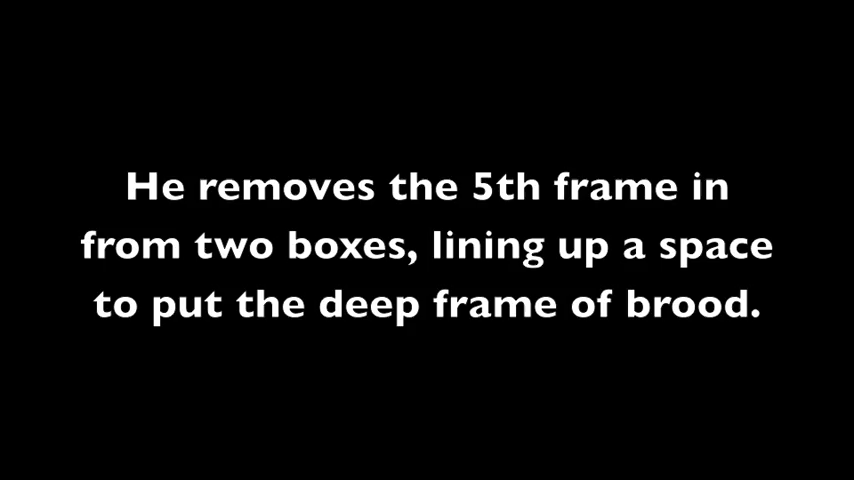 He removes the 5th frame in
from two boxes, lining up a space
to put the deep frame of brood.